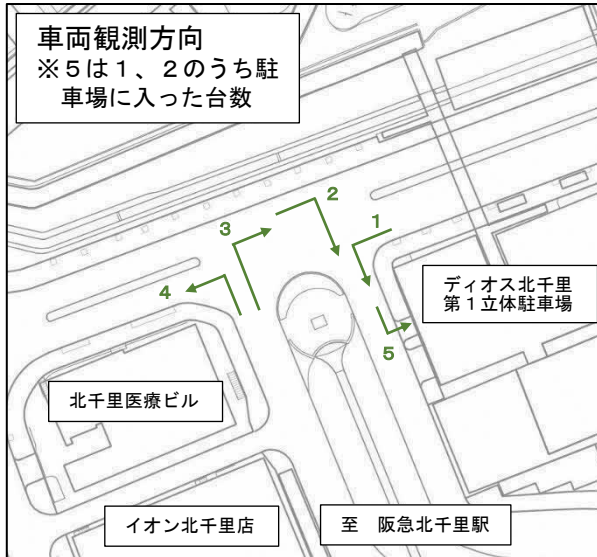 車両観測方向
※５は１、２のうち駐
車場に入った台数
2
1
3
4
ディオス北千里
第１立体駐車場
5
北千里医療ビル
イオン北千里店
至　阪急北千里駅